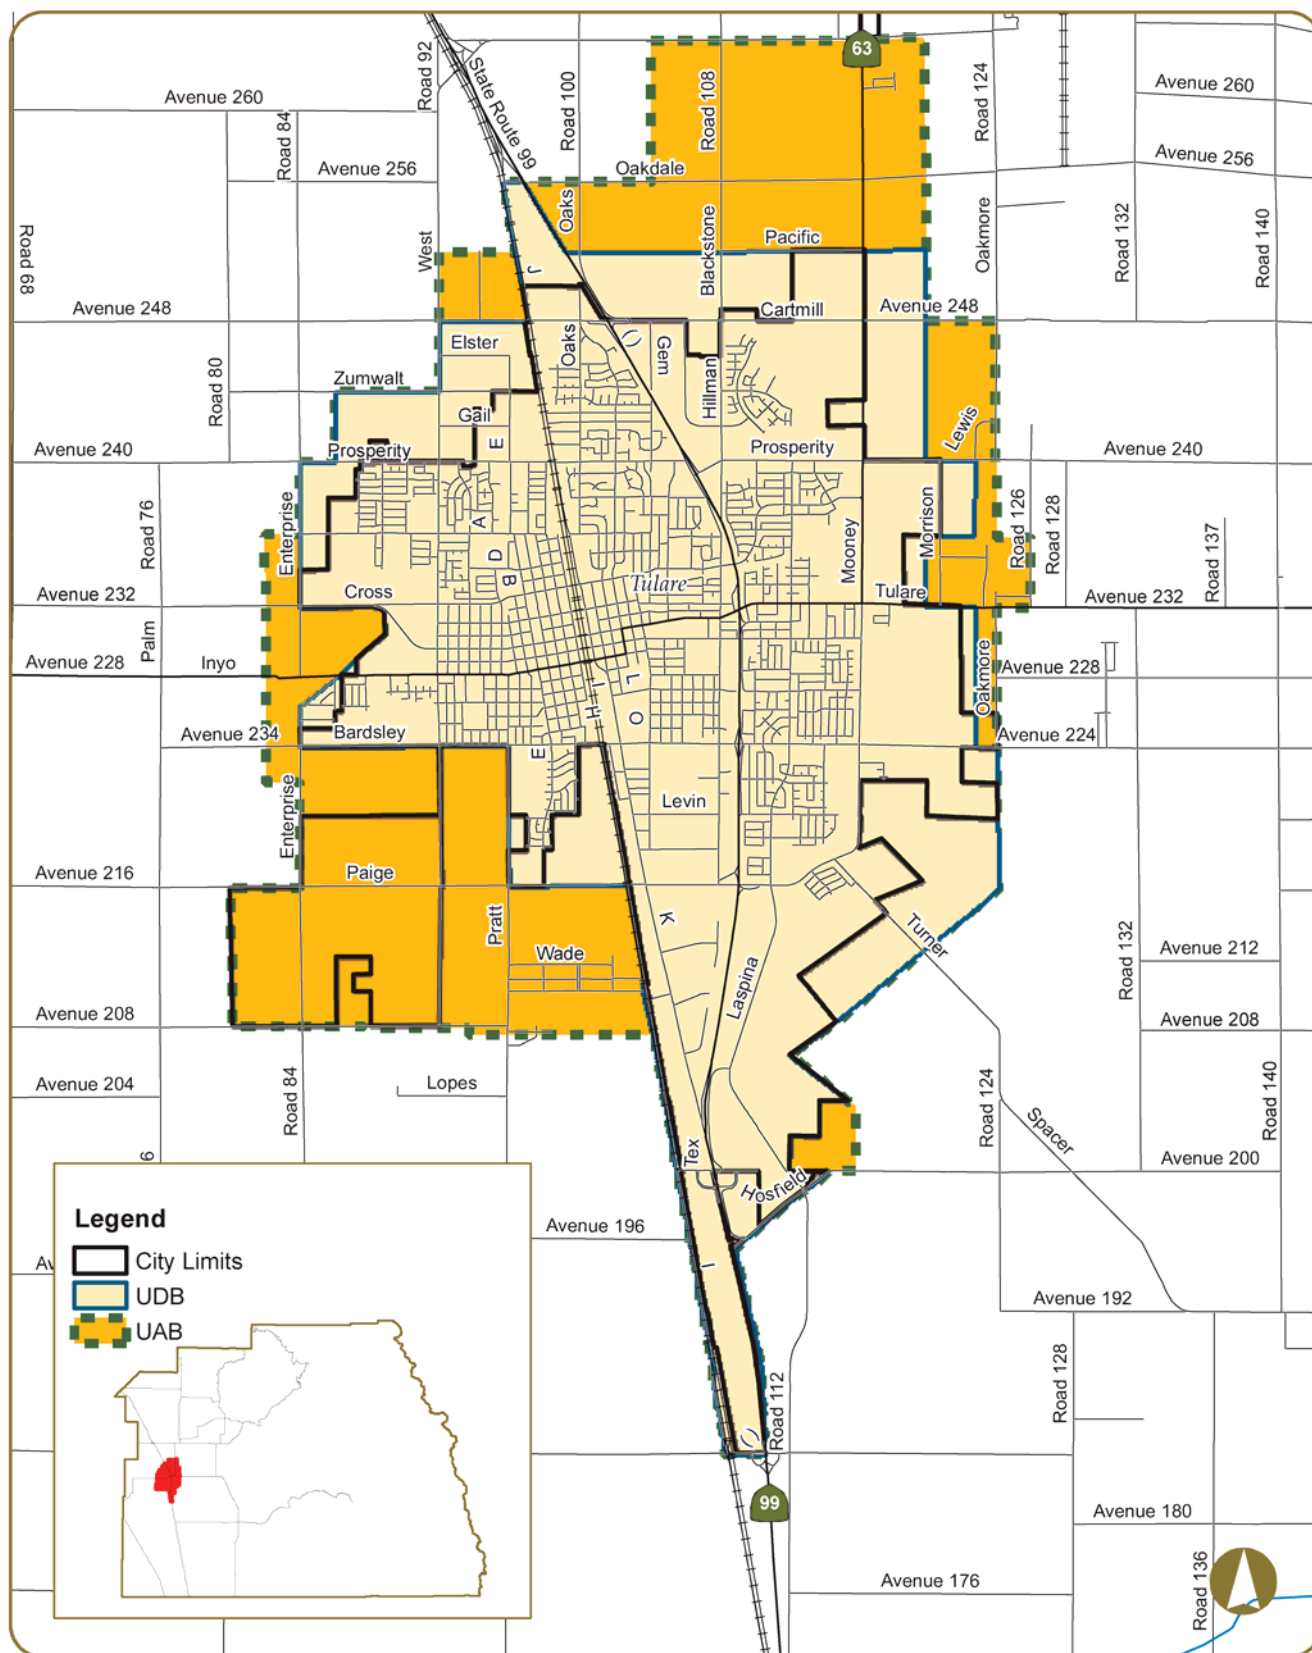 63
Road 92
State Route 99
Road 100
Road 108
Road 124
Avenue 260
Avenue 260
Road 84
Avenue 256
Oakdale
Avenue 256
Oaks
Blackstone
Pacific
Oakmore
Road 132
Road 140
Road 68
West
J
Avenue 248
Cartmill
Avenue 248
Elster
Oaks
()
Gem
Hillman
Zumwalt
Road 80
Gail
E
Lewis
Avenue 240
Prosperity
Prosperity
Avenue 240
Road 76
Enterprise
A
D
B
Tulare
Mooney
Morrison
Road 126
Road 128
Road 137
Avenue 232
Cross
Tulare
Avenue 232
Palm
Avenue 228
Inyo
Avenue 228
I
H
L
O
Oakmore
Avenue 234
Bardsley
Avenue 224
E
Enterprise
Levin
Avenue 216
Paige
Pratt
K
Turner
Wade
Laspina
Road 132
Avenue 212
Avenue 208
Avenue 208
Avenue 204
Road 84
Lopes
Road 124
Road 140
Spacer
6
Tex
Hosfield
Avenue 200
Avenue 196
Av
I
Avenue 192
Legend
City Limits
UDB
UAB
Road 112
Road 128
()
99
Avenue 180
Avenue 176
Road 136